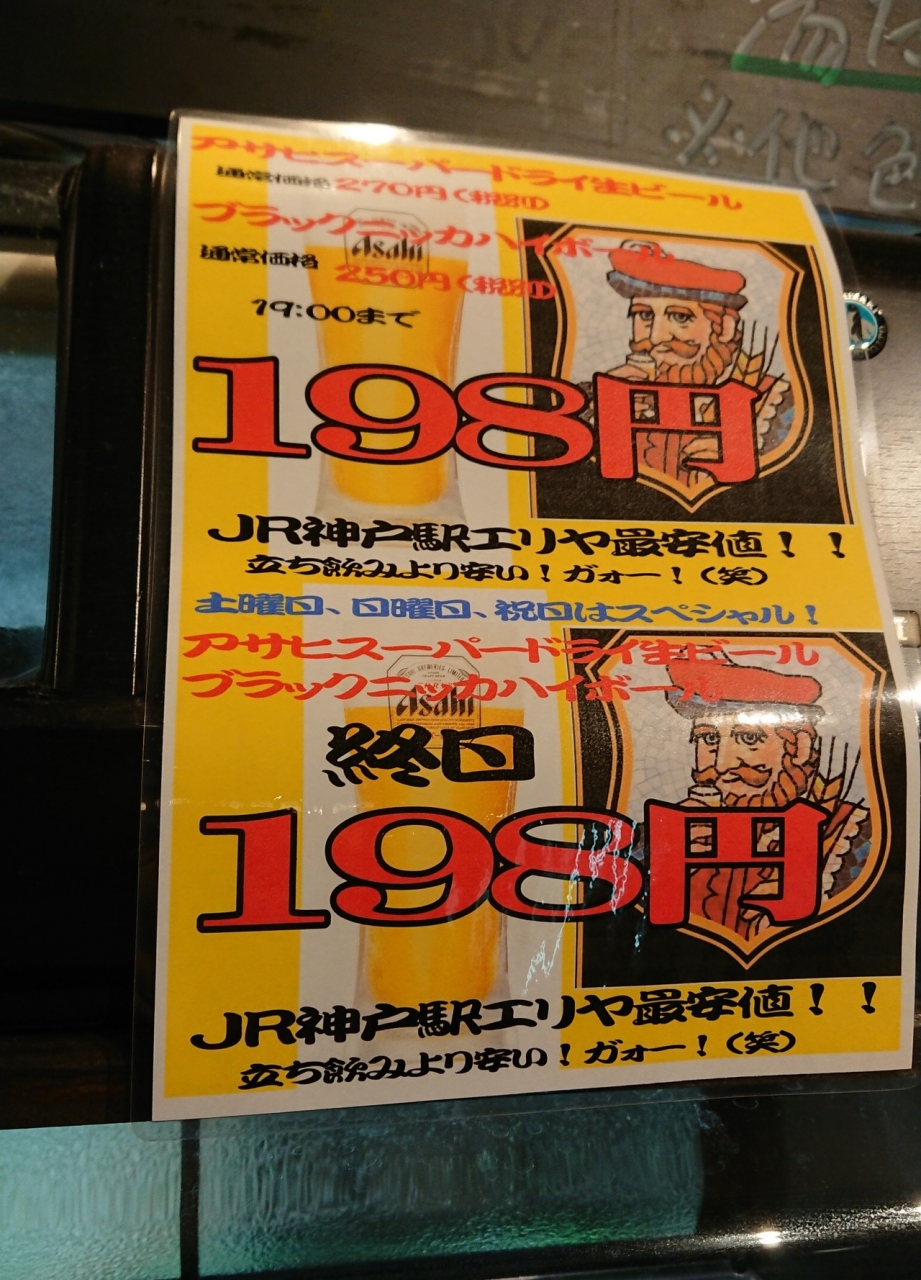 ※他色
アサヒスーパードライ生ビール
通常価格 270円(税別)
ブラックニッカハイボール
Asahi
通常価格 250円(税別)
19:00まで
198円
JR神戸駅エリヤ最安値！！
立ち飲みより安い！ガォー！(笑)
土曜日、日曜日、祝日はスペシャル！
アサヒスーパードライ生ビール
ブラックニッカハイボール
Asahi
終日
198円
JR神戸駅エリヤ最安値！！
立ち飲みより安い！ガォー！(笑)